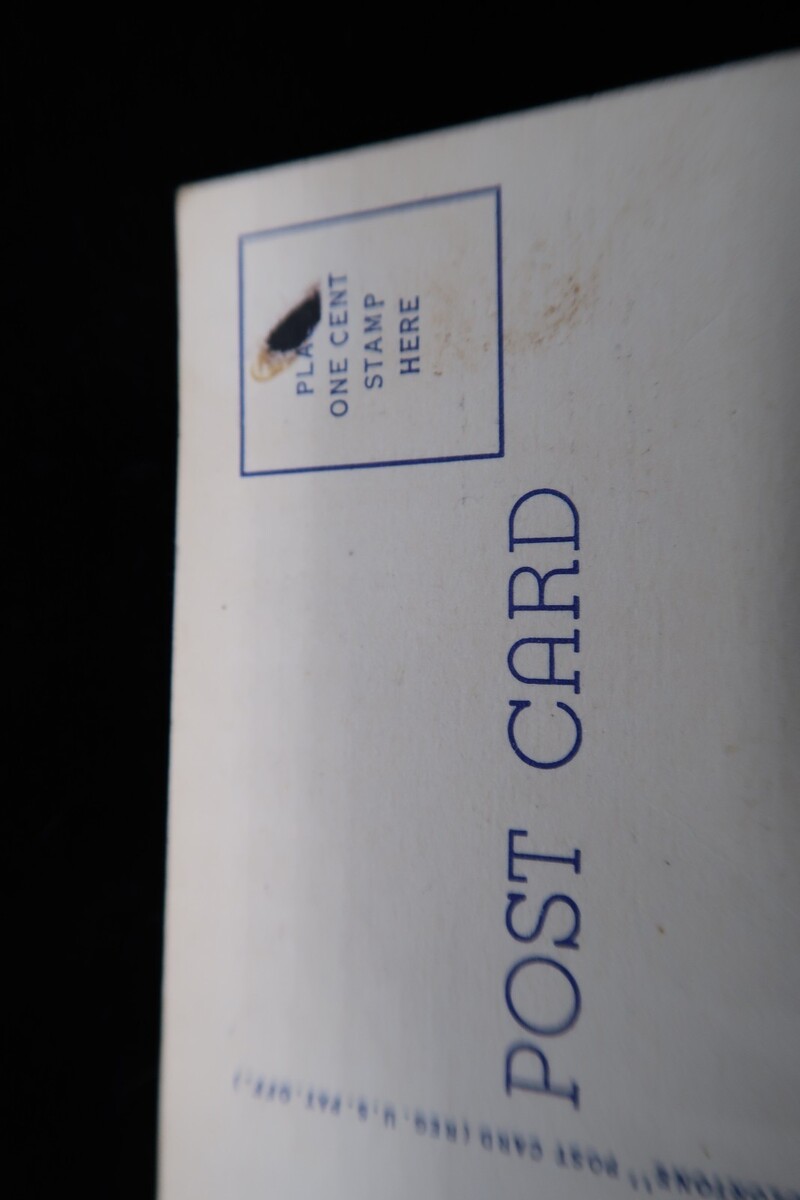 PLA
ONE CENT
STAMP
HERE
POST CARD
POST CARD (REG. U.S. PAT. OFF.)